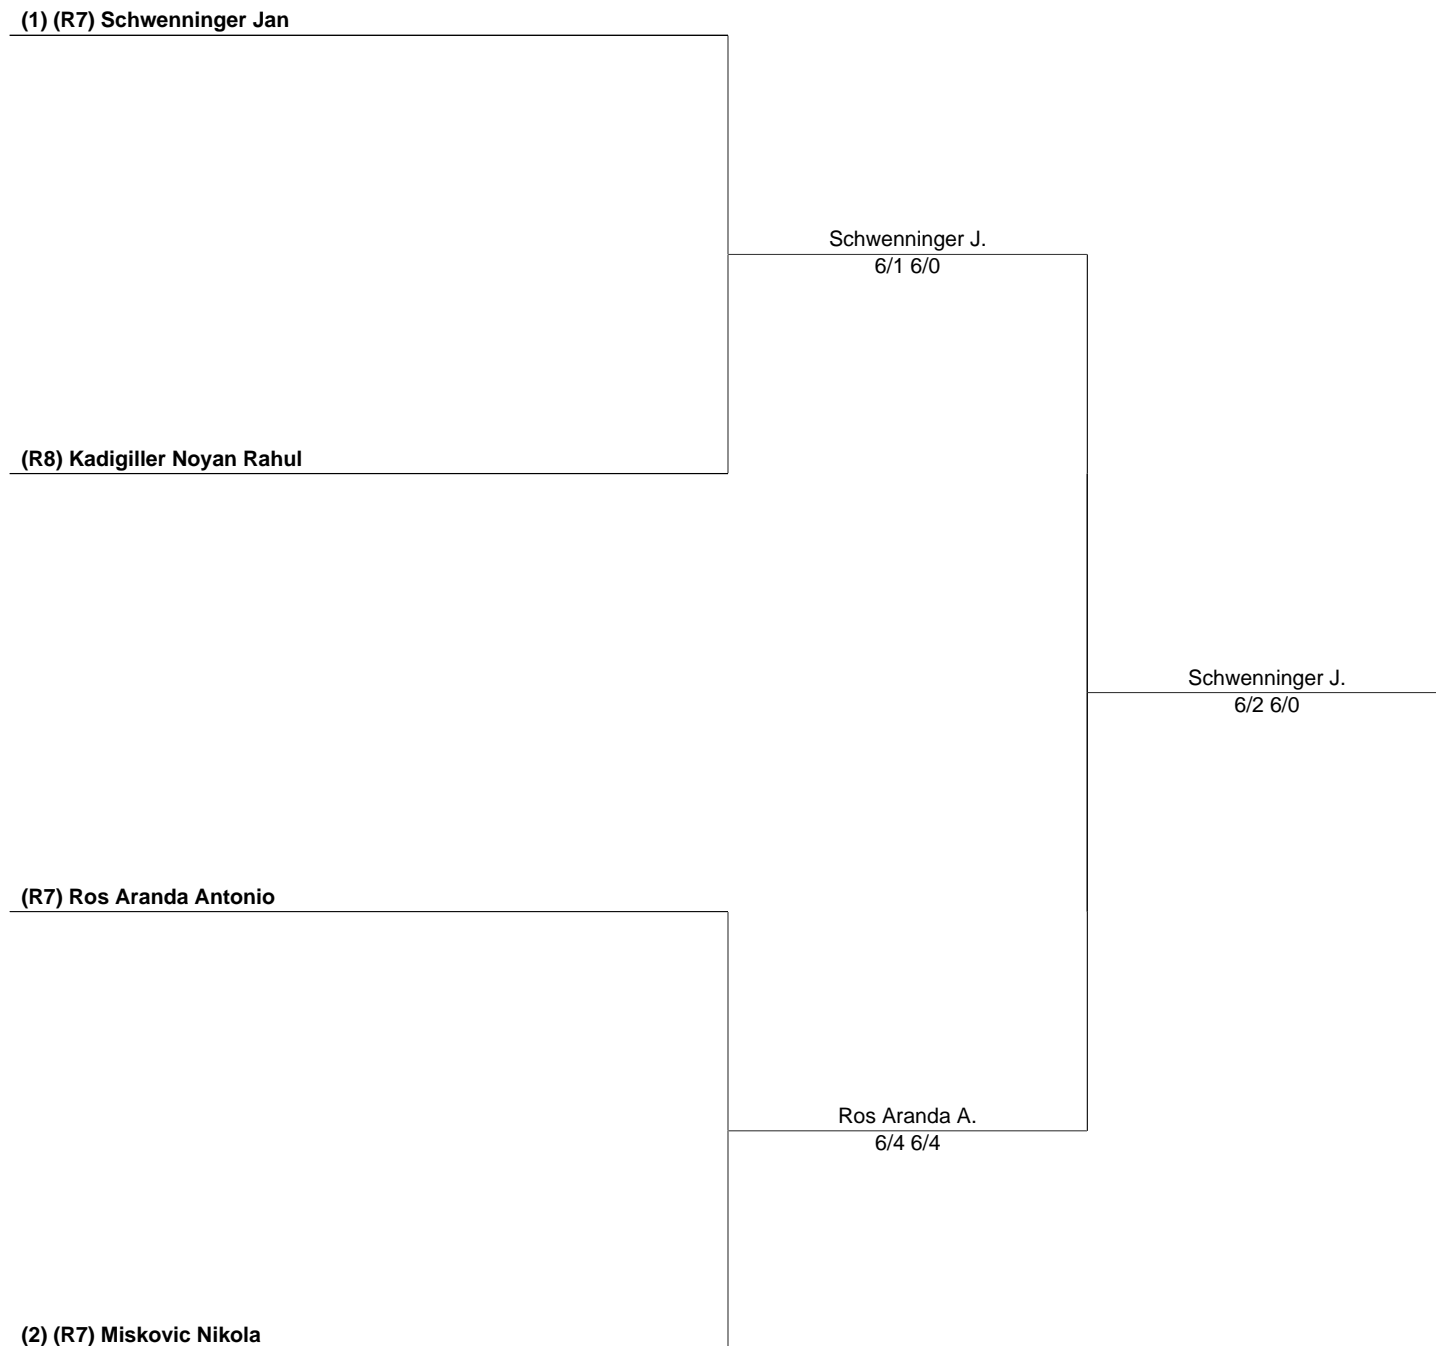 (1) (R7) Schwenninger Jan
Schwenninger J.
6/1 6/0
(R8) Kadigiller Noyan Rahul
Schwenninger J.
6/2 6/0
(R7) Ros Aranda Antonio
Ros Aranda A.
6/4 6/4
(2) (R7) Miskovic Nikola